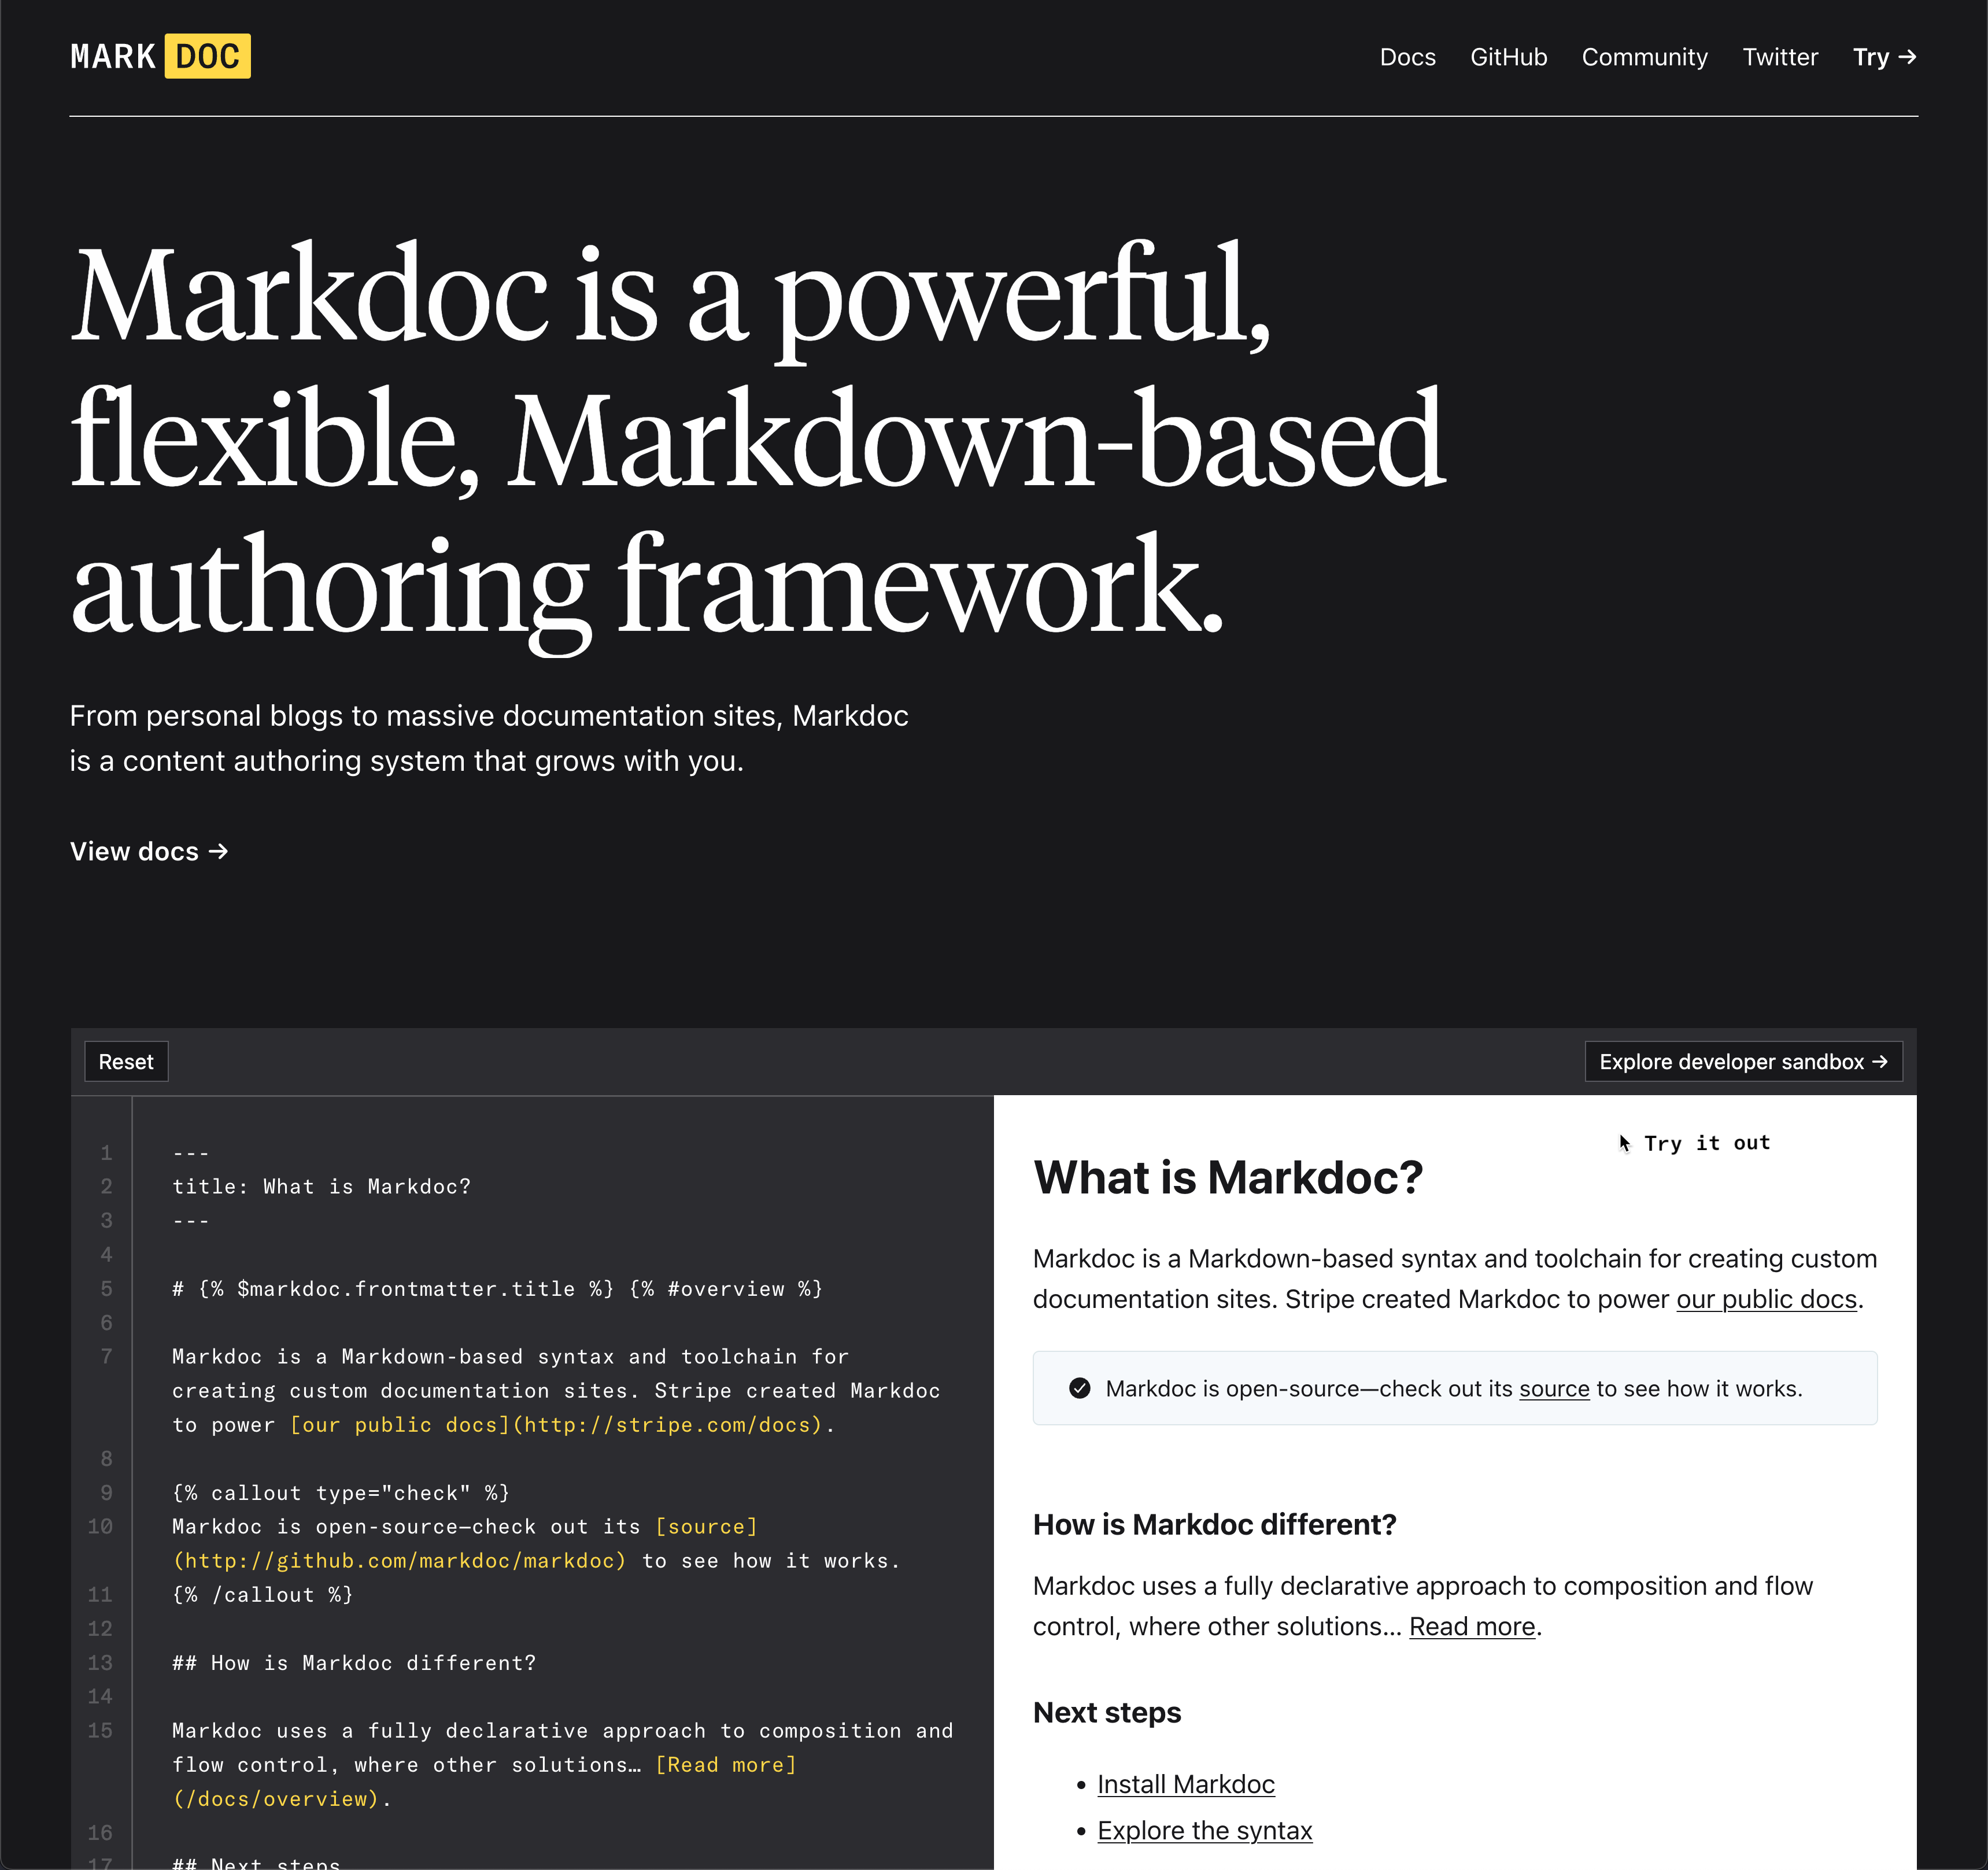 MARK DOC
Docs GitHub Community Twitter Try →
Markdoc is a powerful,
flexible, Markdown-based
authoring framework.
From personal blogs to massive documentation sites, Markdoc
is a content authoring system that grows with you.
View docs →
Reset
Explore developer sandbox →
1 ---
2 title: What is Markdoc?
3 ---
4
5 # {% $markdoc.frontmatter.title %} {% #overview %}
6
7 Markdoc is a Markdown-based syntax and toolchain for
creating custom documentation sites. Stripe created Markdoc
to power [our public docs](http://stripe.com/docs).
8
9 {% callout type="check" %}
10 Markdoc is open-source—check out its [source]
(http://github.com/markdoc/markdoc) to see how it works.
11 {% /callout %}
12
13 ## How is Markdoc different?
14
15 Markdoc uses a fully declarative approach to composition and
flow control, where other solutions… [Read more]
(/docs/overview).
16
17 ## Next steps
Try it out
What is Markdoc?
Markdoc is a Markdown-based syntax and toolchain for creating custom
documentation sites. Stripe created Markdoc to power our public docs.
Markdoc is open-source—check out its source to see how it works.
How is Markdoc different?
Markdoc uses a fully declarative approach to composition and flow
control, where other solutions… Read more.
Next steps
• Install Markdoc
• Explore the syntax